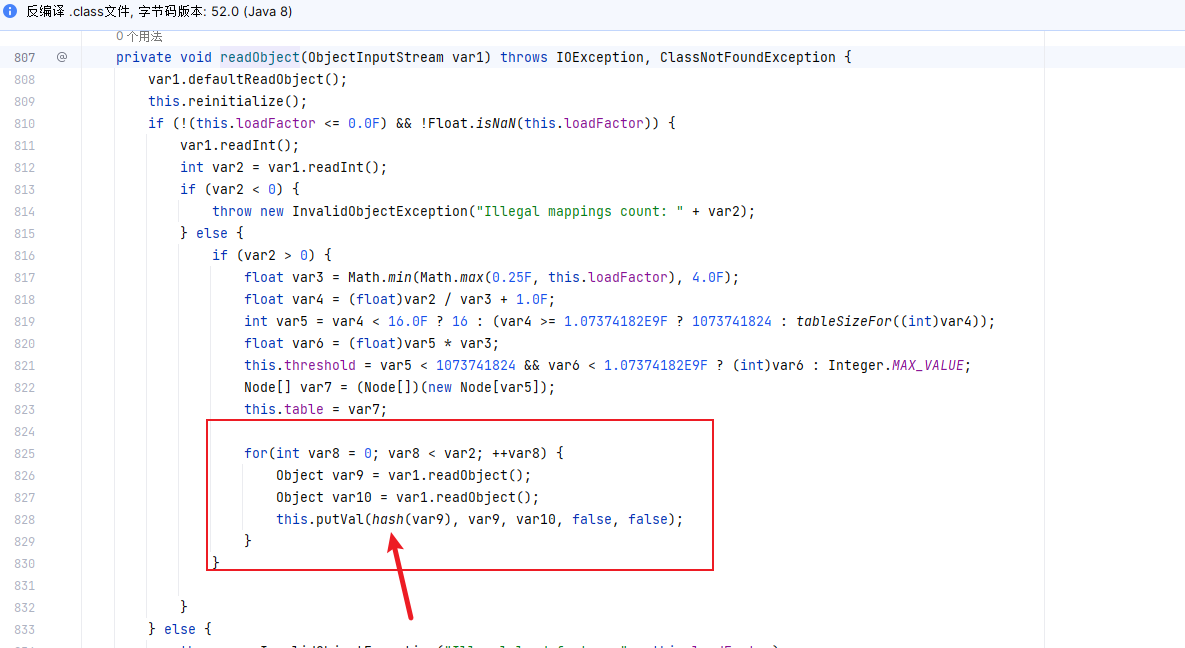 反编译 .class文件, 字节码版本: 52.0 (Java 8)
0个用法
807 @ private void readObject(ObjectInputStream var1) throws IOException, ClassNotFoundException {
808 var1.defaultReadObject();
809 this.reinitialize();
810 if (!(this.loadFactor <= 0.0F) && !Float.isNaN(this.loadFactor)) {
811 var1.readInt();
812 int var2 = var1.readInt();
813 if (var2 < 0) {
814 throw new InvalidObjectException("Illegal mappings count: " + var2);
815 } else {
816 if (var2 > 0) {
817 float var3 = Math.min(Math.max(0.25F, this.loadFactor), 4.0F);
818 float var4 = (float)var2 / var3 + 1.0F;
819 int var5 = var4 < 16.0F ? 16 : (var4 >= 1.07374182E9F ? 1073741824 : tableSizeFor((int)var4));
820 float var6 = (float)var5 * var3;
821 this.threshold = var5 < 1073741824 && var6 < 1.07374182E9F ? (int)var6 : Integer.MAX_VALUE;
822 Node[] var7 = (Node[])(new Node[var5]);
823 this.table = var7;
824
825 for(int var8 = 0; var8 < var2; ++var8) {
826 Object var9 = var1.readObject();
827 Object var10 = var1.readObject();
828 this.putVal(hash(var9), var9, var10, false, false);
829 }
830 }
831
832 }
833 } else {